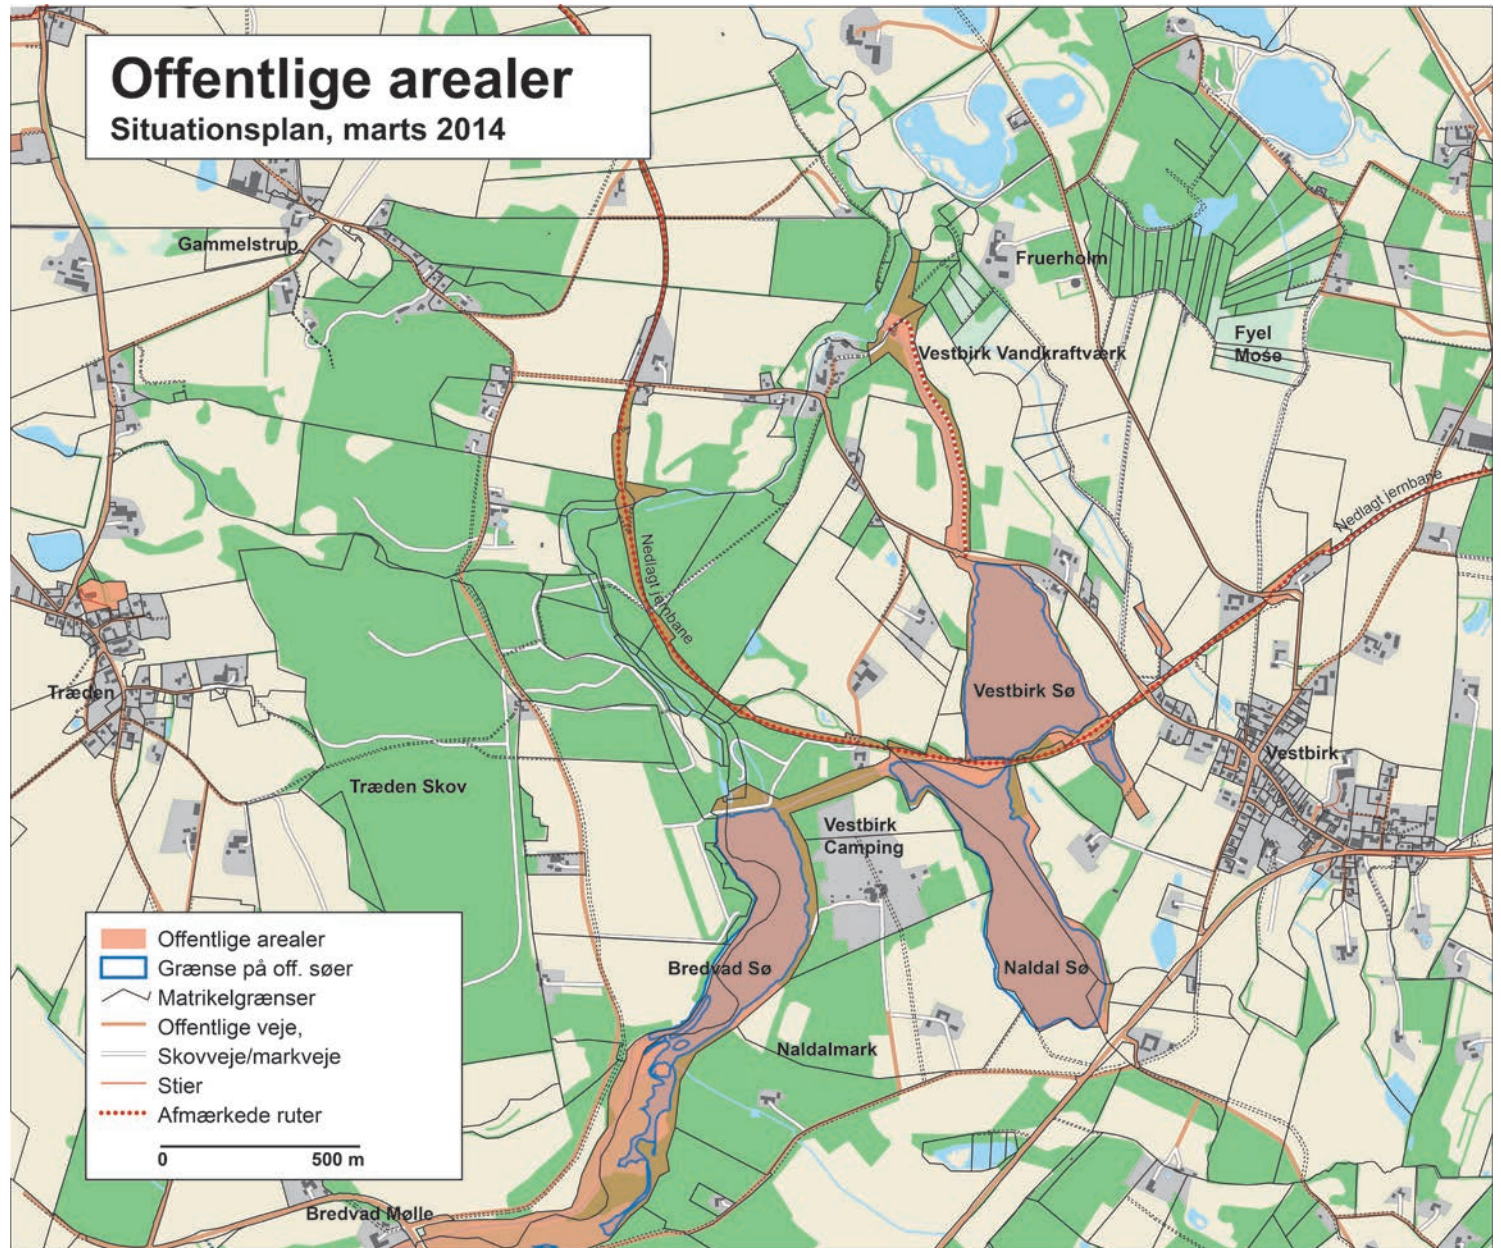 Offentlige arealer
Situationsplan, marts 2014
Gammelstrup
Fruerholm
Fyel
Mose
Vestbirk Vandkraftværk
Nedlagt jernbane
Nedlagt jernbane
Træden
Vestbirk Sø
Vestbirk
Træden Skov
Vestbirk
Camping
Bredvad Sø
Naldal Sø
Naldalmark
Bredvad Mølle
Offentlige arealer
Grænse på off. søer
Matrikelgrænser
Offentlige veje,
Skovveje/markveje
Stier
Afmærkede ruter
0 500 m